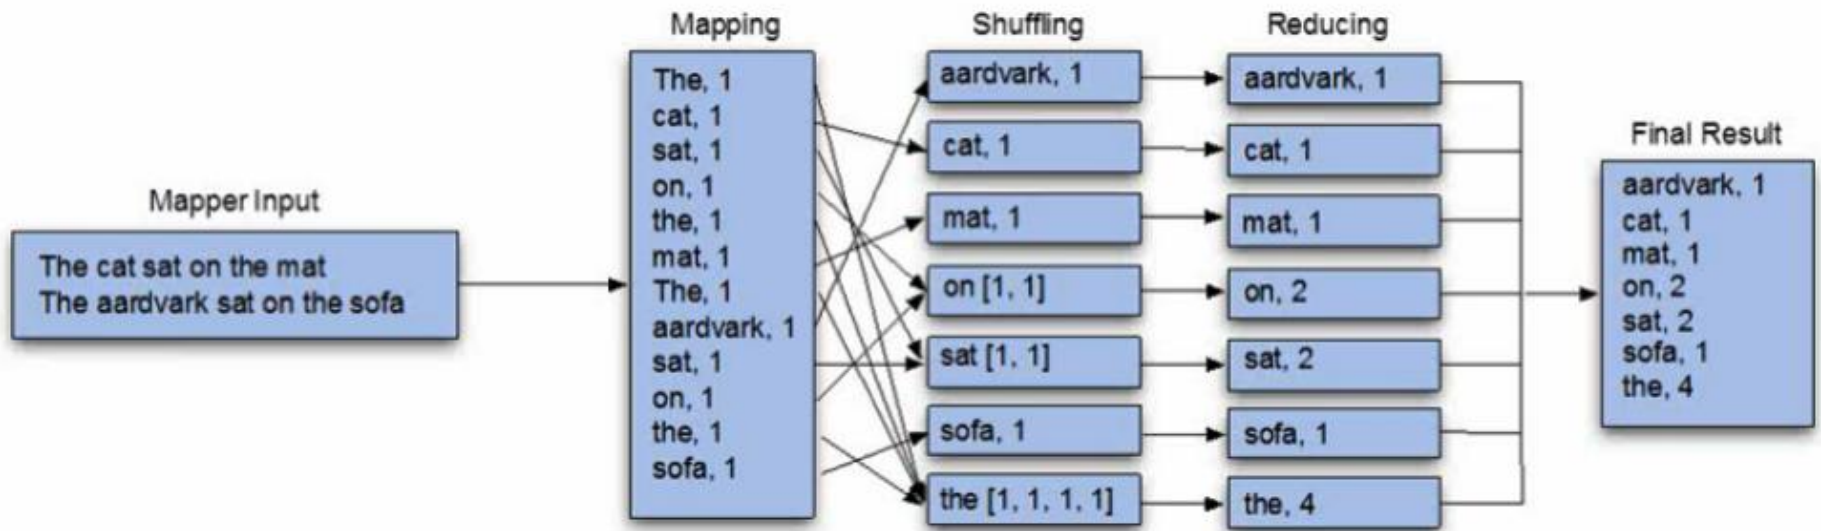 Mapper Input
The cat sat on the mat
The aardvark sat on the sofa
Mapping
The, 1
cat, 1
sat, 1
on, 1
the, 1
mat, 1
The, 1
aardvark, 1
sat, 1
on, 1
the, 1
sofa, 1
Shuffling
aardvark, 1
cat, 1
mat, 1
on [1, 1]
sat [1, 1]
sofa, 1
the [1, 1, 1, 1]
Reducing
aardvark, 1
cat, 1
mat, 1
on, 2
sat, 2
sofa, 1
the, 4
Final Result
aardvark, 1
cat, 1
mat, 1
on, 2
sat, 2
sofa, 1
the, 4